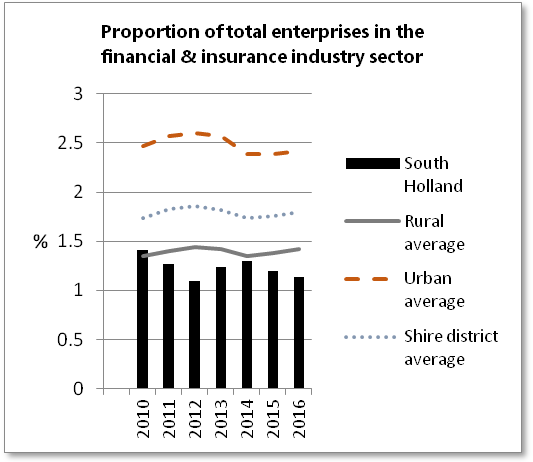 Proportion of total enterprises in the
financial & insurance industry sector
3
2.5
2
% 1.5
1
0.5
0
2010 2011 2012 2013 2014 2015 2016
South
Holland
Rural
average
Urban
average
Shire district
average